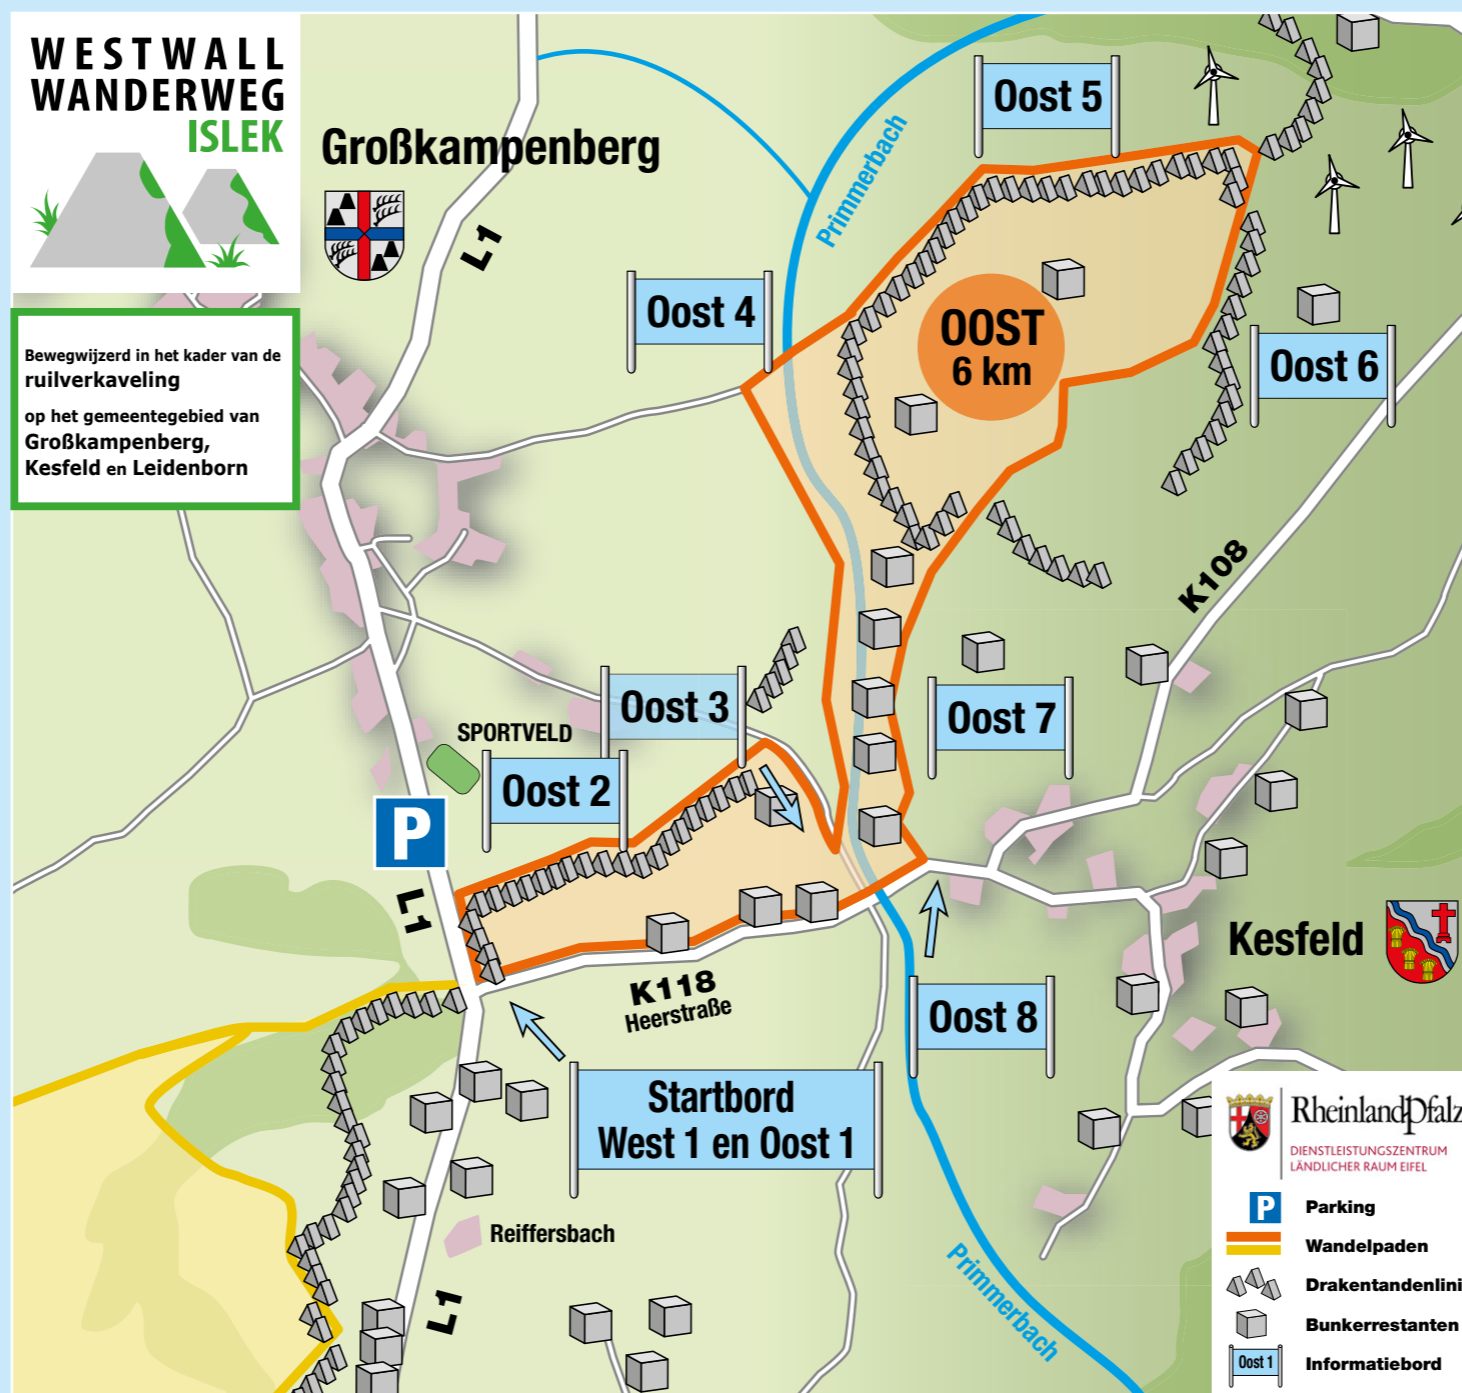 WESTWALL
WANDERWEG
ISLEK
Großkampenberg
Bewegwijzerd in het kader van de
ruilverkaveling
op het gemeentegebied van
Großkampenberg,
Kesfeld en Leidenborn
L1
Primmerbach
Oost 5
Oost 4
OOST
6 km
Oost 6
K108
Oost 3
SPORTVELD
Oost 2
Oost 7
P
L1
Kesfeld
K118
Heerstraße
Oost 8
Startbord
West 1 en Oost 1
Reiffersbach
L1
Primmerbach
RheinlandPfalz
DIENSTLEISTUNGSZENTRUM
LÄNDLICHER RAUM EIFEL
P Parking
Wandelpaden
Drakentandenlini
Bunkerrestanten
Oost 1 Informatiebord